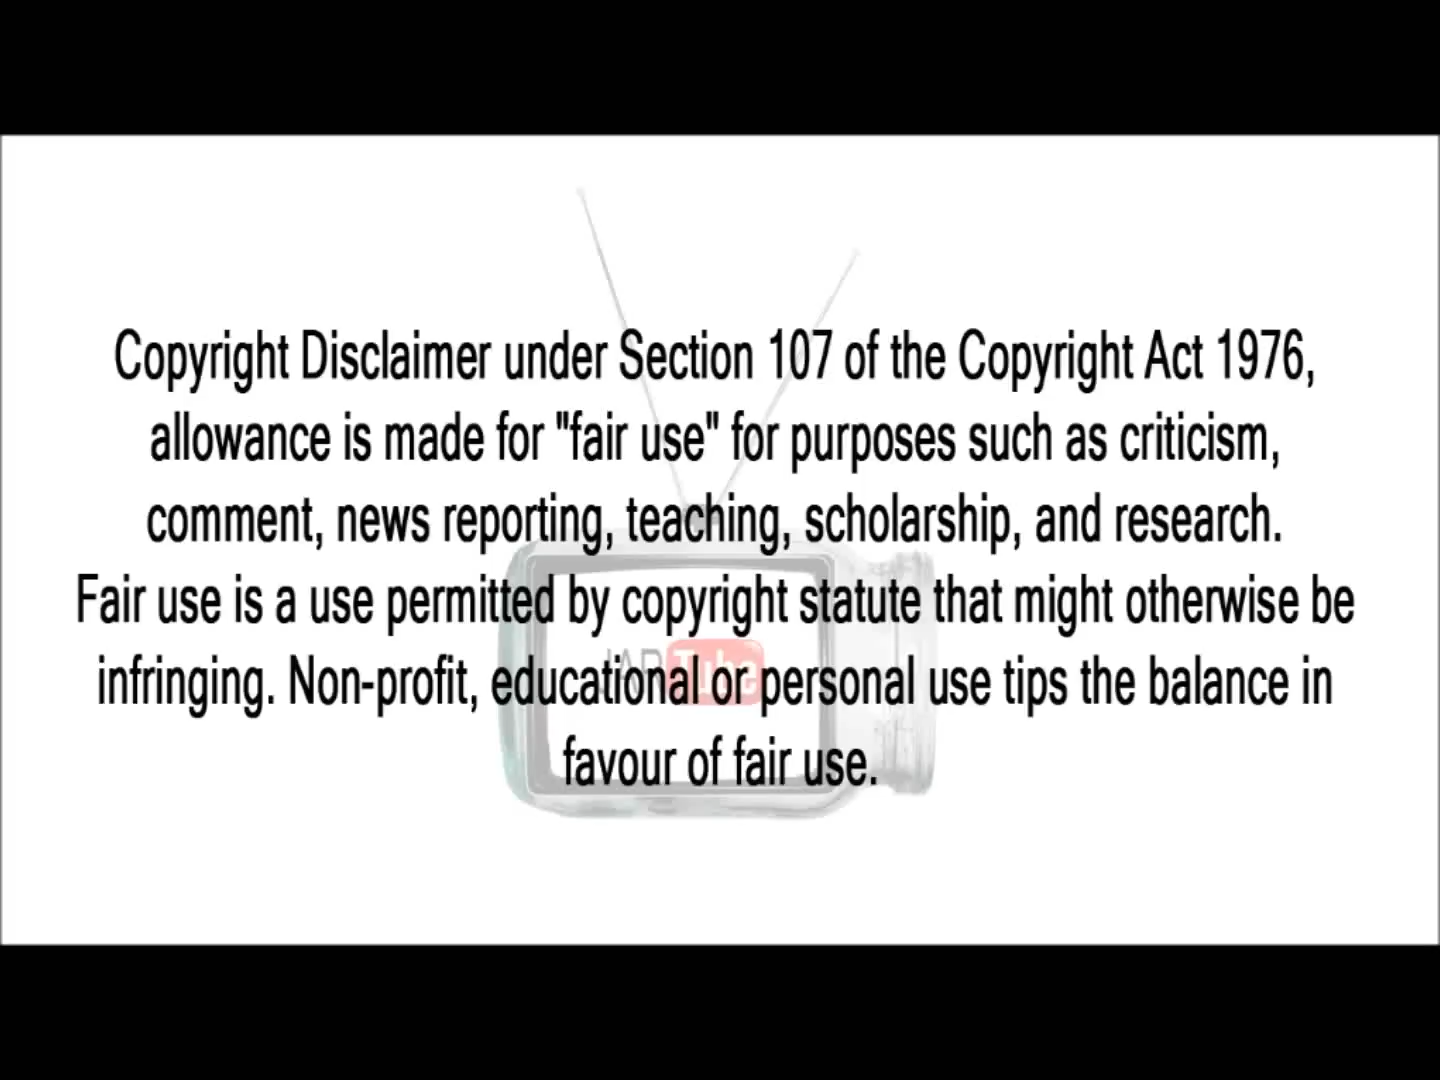 Copyright Disclaimer under Section 107 of the Copyright Act 1976,
allowance is made for "fair use" for purposes such as criticism,
comment, news reporting, teaching, scholarship, and research.
Fair use is a use permitted by copyright statute that might otherwise be
infringing. Non-profit, educational or personal use tips the balance in
favour of fair use.
JARTube